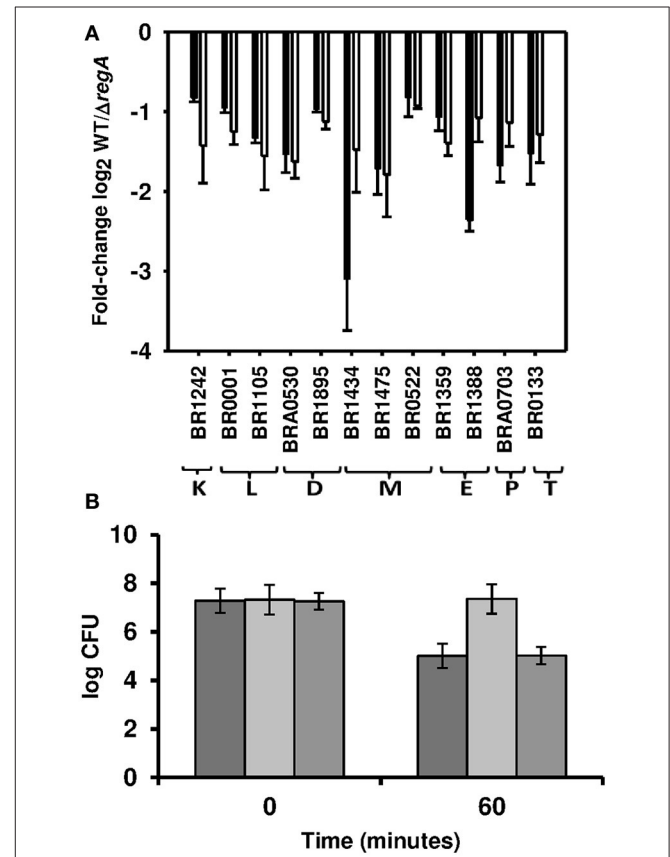 A
Fold-change log2 WT/ΔregA
0
-1
-2
-3
-4
BR1242
BR0001
BR1105
BRA0530
BR1895
BR1434
BR1475
BR0522
BR1359
BR1388
BRA0703
BR0133
K L D M E P T
B
log CFU
10
8
6
4
2
0
0 60
Time (minutes)